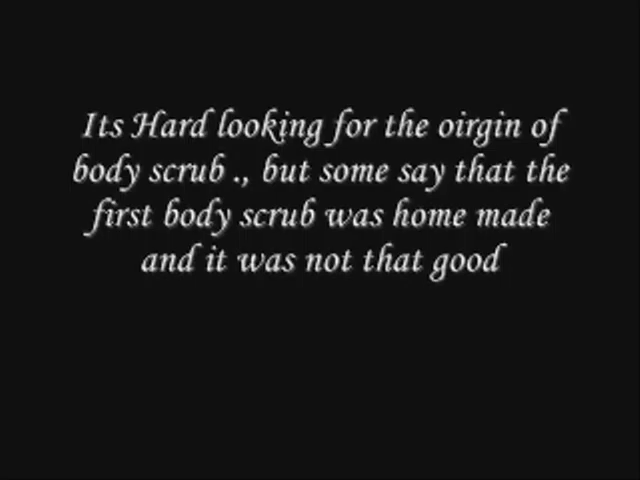 Its Hard looking for the oirgin of
body scrub ., but some say that the
first body scrub was home made
and it was not that good